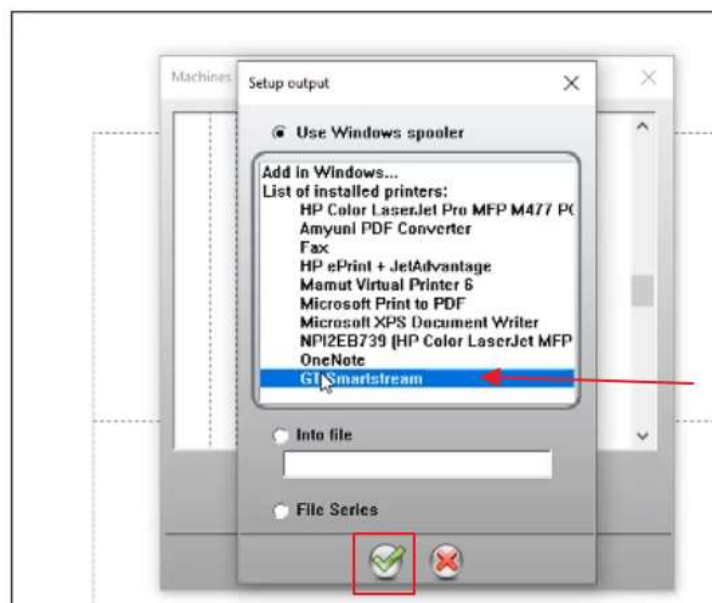 Machines
Setup output
Use Windows spooler
Add in Windows...
List of installed printers:
HP Color LaserJet Pro MFP M477 PC
Amyuni PDF Converter
Fax
HP ePrint + JetAdvantage
Mamut Virtual Printer 6
Microsoft Print to PDF
Microsoft XPS Document Writer
NPI2EB739 (HP Color LaserJet MFP
OneNote
GT Smartstream
Into file
File Series